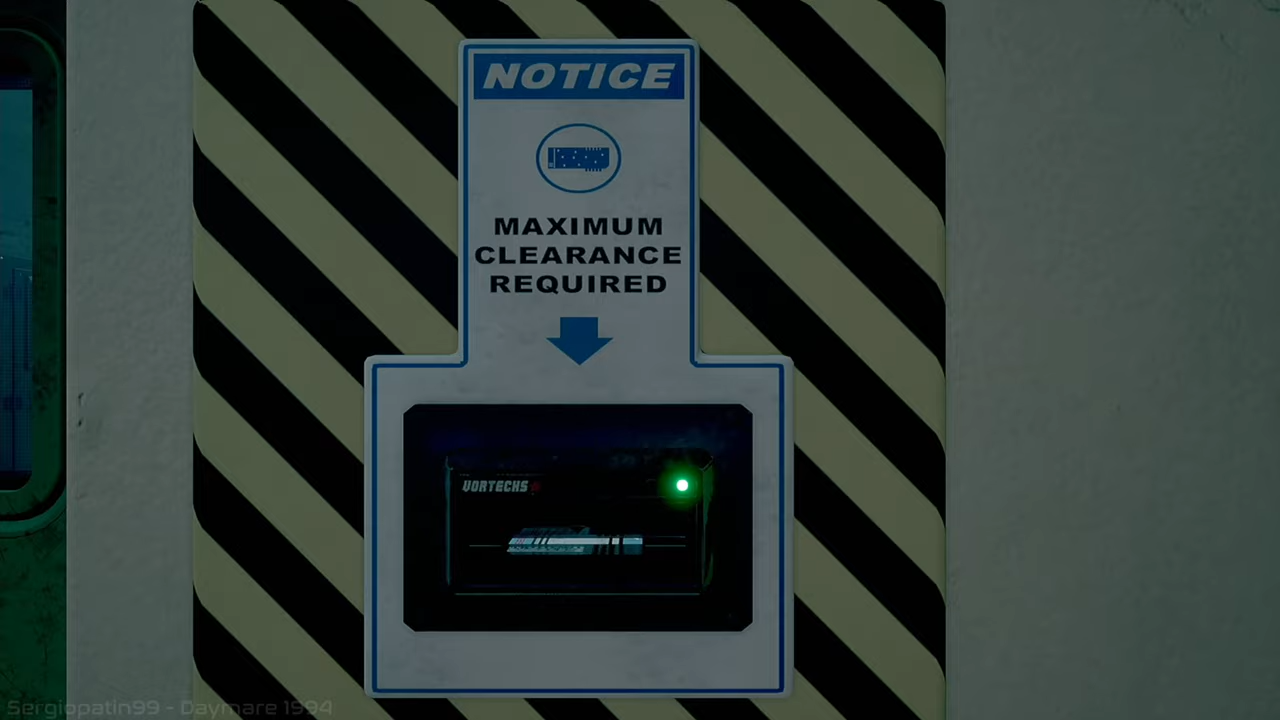 NOTICE
MAXIMUM
CLEARANCE
REQUIRED
VORTECHS
Sergiopatin99 - Daymare 1994